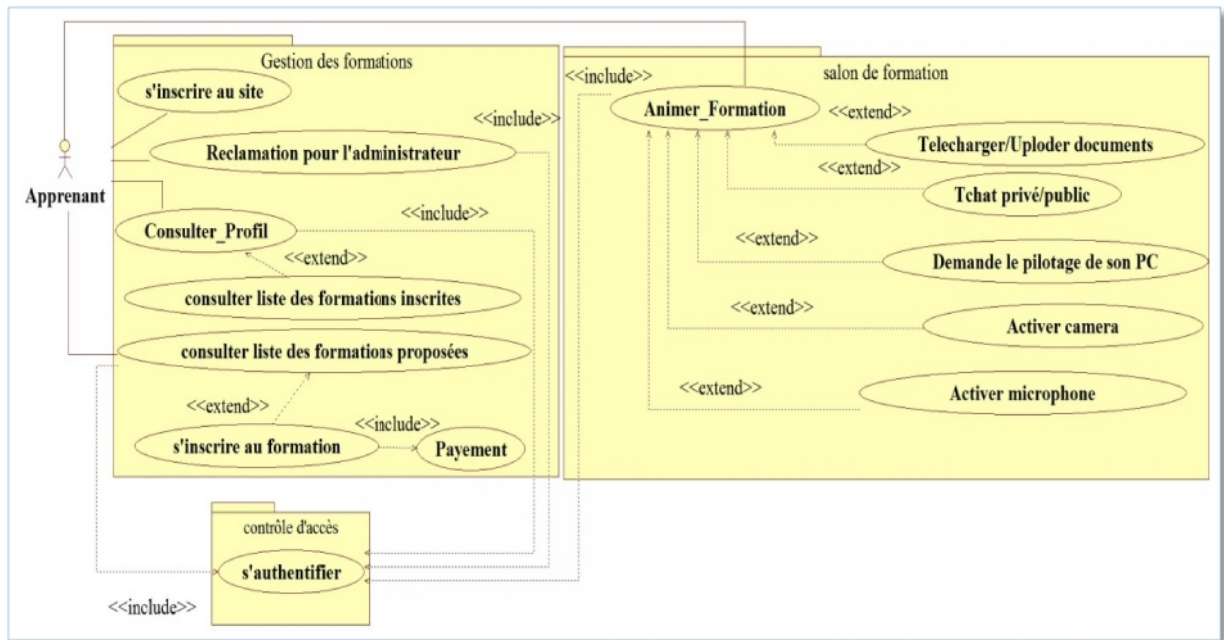 Gestion des formations
s'inscrire au site
<<include>>
Reclamation pour l'administrateur
Apprenant
Consulter_Profil
<<include>>
<<extend>>
consulter liste des formations inscrites
consulter liste des formations proposées
<<extend>>
<<include>>
s'inscrire au formation
Payement
salon de formation
<<include>>
Animer_Formation
<<extend>>
Telecharger/Uploder documents
<<extend>>
Tchat privé/public
<<extend>>
Demande le pilotage de son PC
<<extend>>
Activer camera
<<extend>>
Activer microphone
contrôle d'accès
s'authentifier
<<include>>